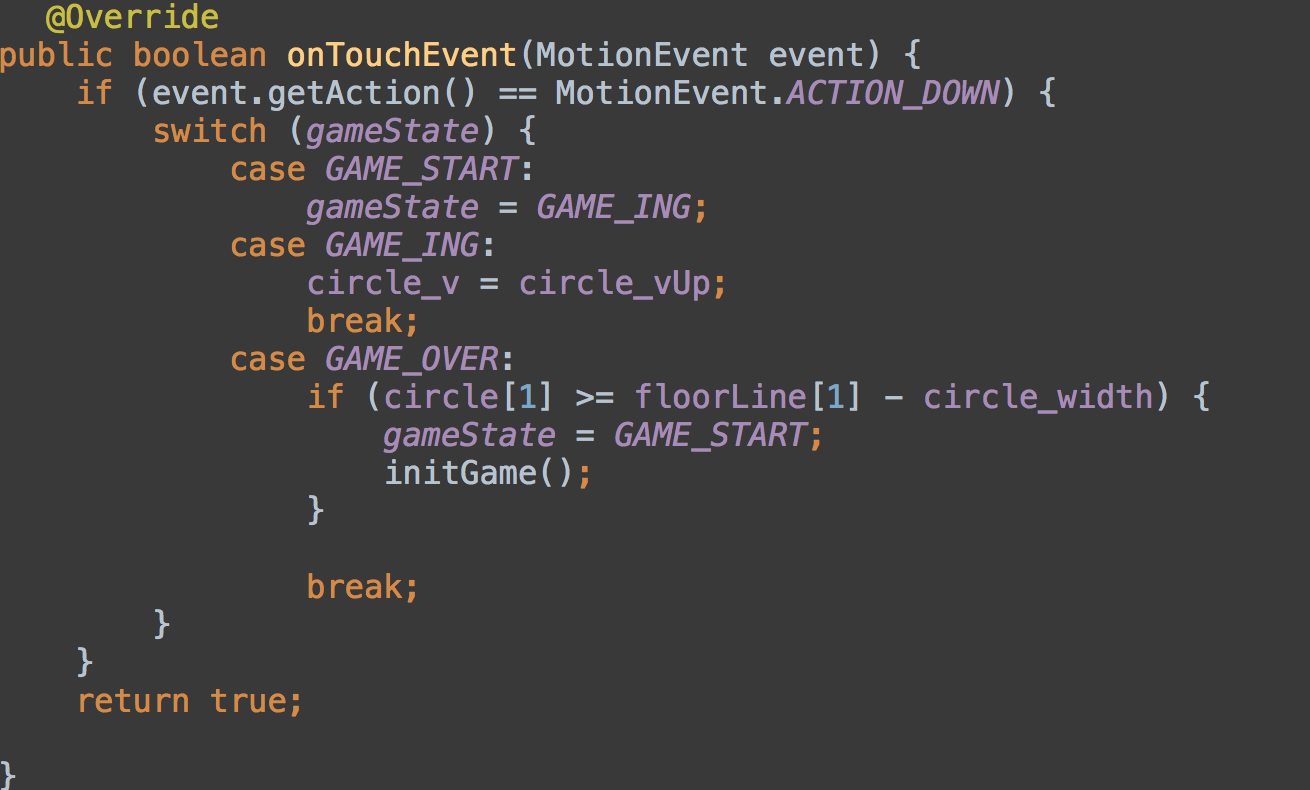 @Override
public boolean onTouchEvent(MotionEvent event) {
if (event.getAction() == MotionEvent.ACTION_DOWN) {
switch (gameState) {
case GAME_START:
gameState = GAME_ING;
case GAME_ING:
circle_v = circle_vUp;
break;
case GAME_OVER:
if (circle[1] >= floorLine[1] - circle_width) {
gameState = GAME_START;
initGame();
}
break;
}
}
return true;
}